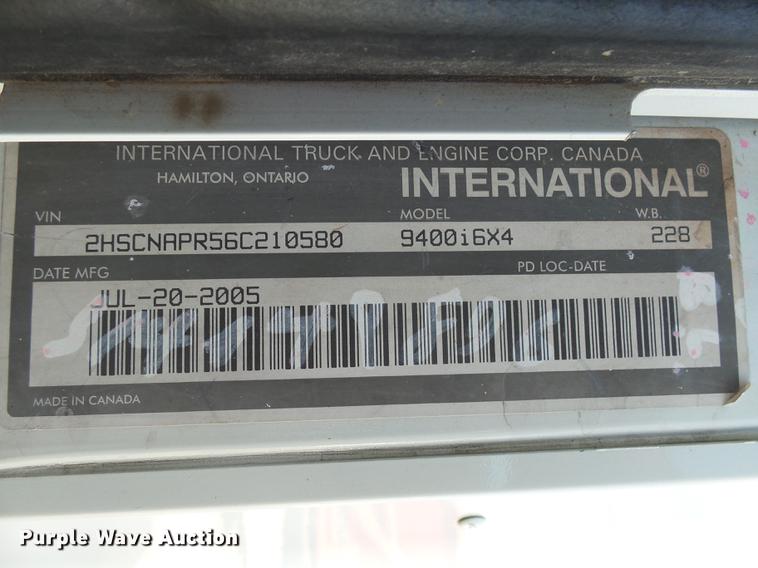 INTERNATIONAL TRUCK AND ENGINE CORP. CANADA
HAMILTON, ONTARIO INTERNATIONAL®
VIN MODEL W.B.
2HSCNAPR56C210580 9400i6X4 228
DATE MFG PD LOC-DATE
JUL-20-2005
MADE IN CANADA
Purple Wave Auction